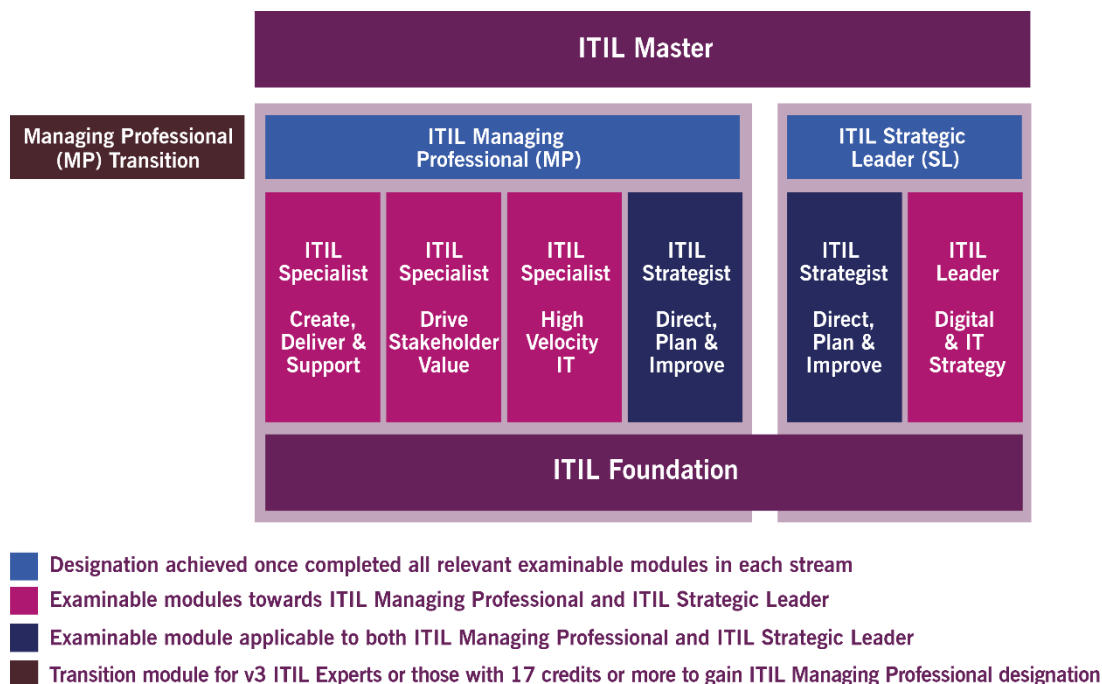 ITIL Master
Managing Professional
(MP) Transition
ITIL Managing
Professional (MP)
ITIL Strategic
Leader (SL)
ITIL
Specialist
Create,
Deliver &
Support
ITIL
Specialist
Drive
Stakeholder
Value
ITIL
Specialist
High
Velocity
IT
ITIL
Strategist
Direct,
Plan &
Improve
ITIL
Strategist
Direct,
Plan &
Improve
ITIL
Leader
Digital
& IT
Strategy
ITIL Foundation
Designation achieved once completed all relevant examinable modules in each stream
Examinable modules towards ITIL Managing Professional and ITIL Strategic Leader
Examinable module applicable to both ITIL Managing Professional and ITIL Strategic Leader
Transition module for v3 ITIL Experts or those with 17 credits or more to gain ITIL Managing Professional designation